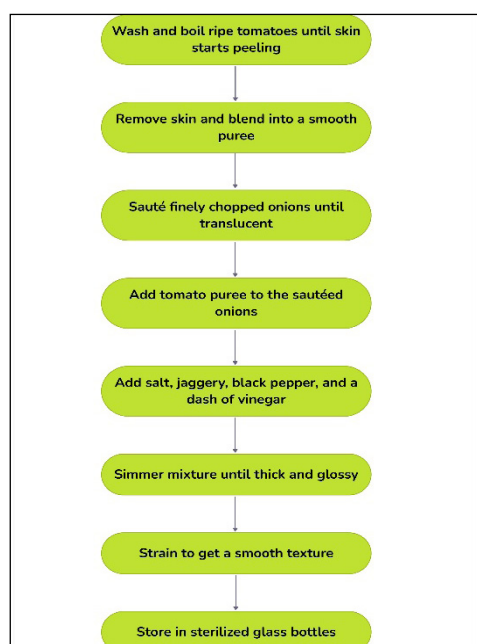 Wash and boil ripe tomatoes until skin
starts peeling
Remove skin and blend into a smooth
puree
Sauté finely chopped onions until
translucent
Add tomato puree to the sautéed
onions
Add salt, jaggery, black pepper, and a
dash of vinegar
Simmer mixture until thick and glossy
Strain to get a smooth texture
Store in sterilized glass bottles